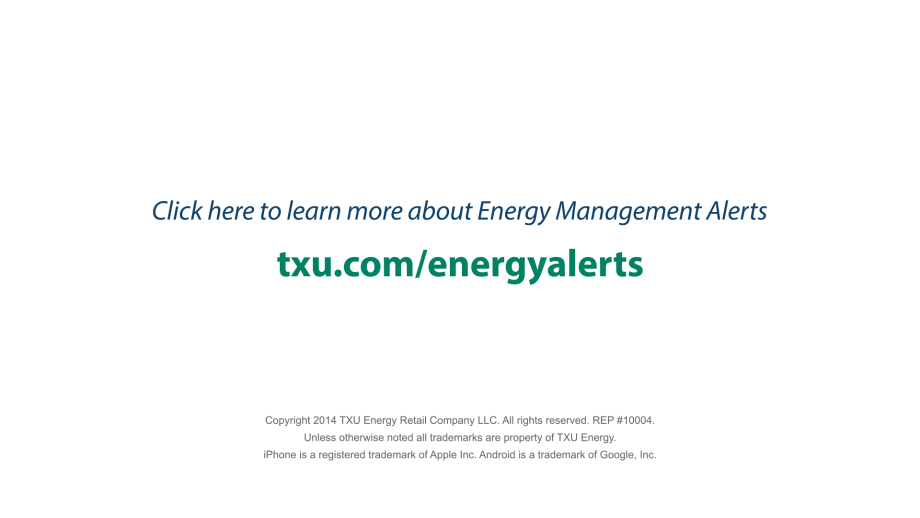 Click here to learn more about Energy Management Alerts
txu.com/energyalerts
Copyright 2014 TXU Energy Retail Company LLC. All rights reserved. REP #10004.
Unless otherwise noted all trademarks are property of TXU Energy.
iPhone is a registered trademark of Apple Inc. Android is a trademark of Google, Inc.